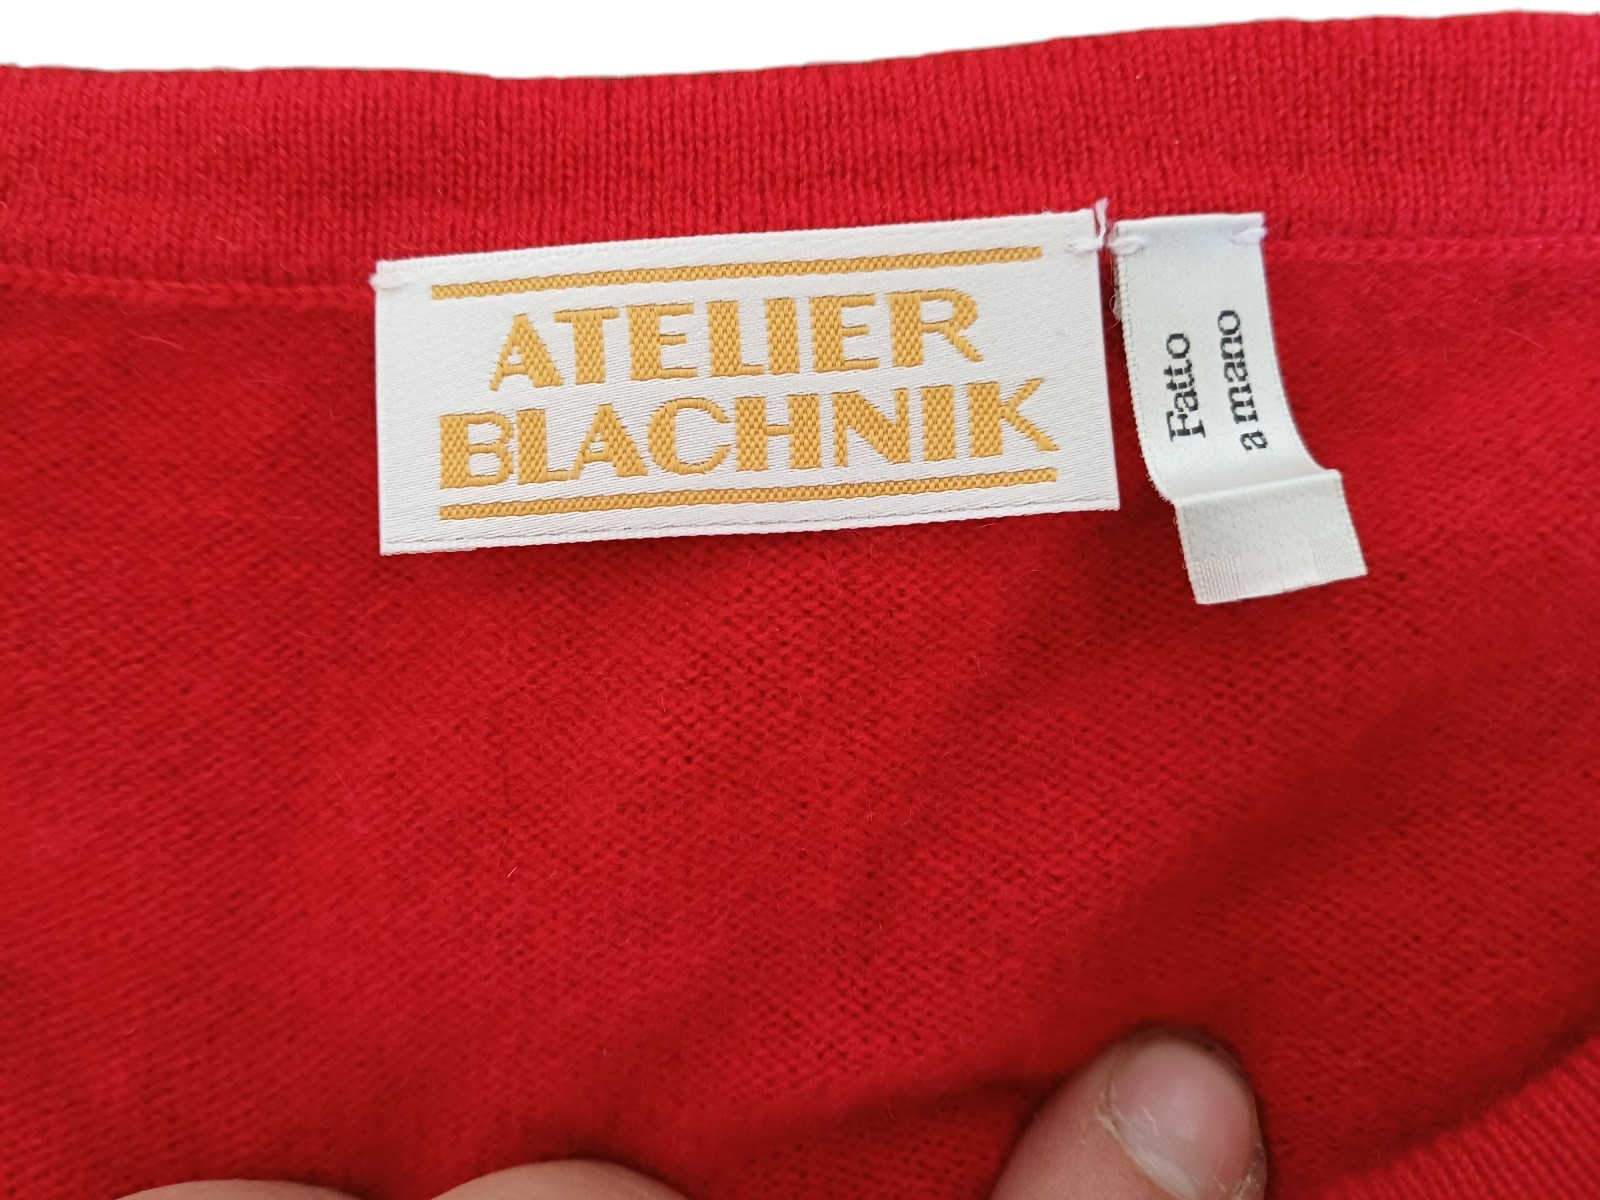 ATELIER
BLACHNIK
Fatto
a mano